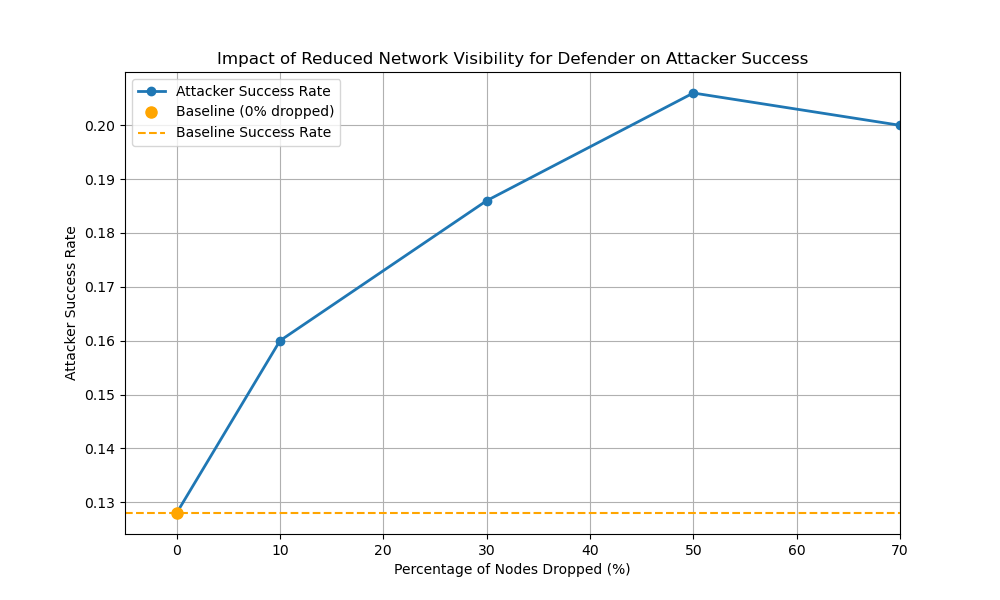 Impact of Reduced Network Visibility for Defender on Attacker Success
Attacker Success Rate
Baseline (0% dropped)
Baseline Success Rate
Attacker Success Rate
0.20
0.19
0.18
0.17
0.16
0.15
0.14
0.13
0 10 20 30 40 50 60 70
Percentage of Nodes Dropped (%)